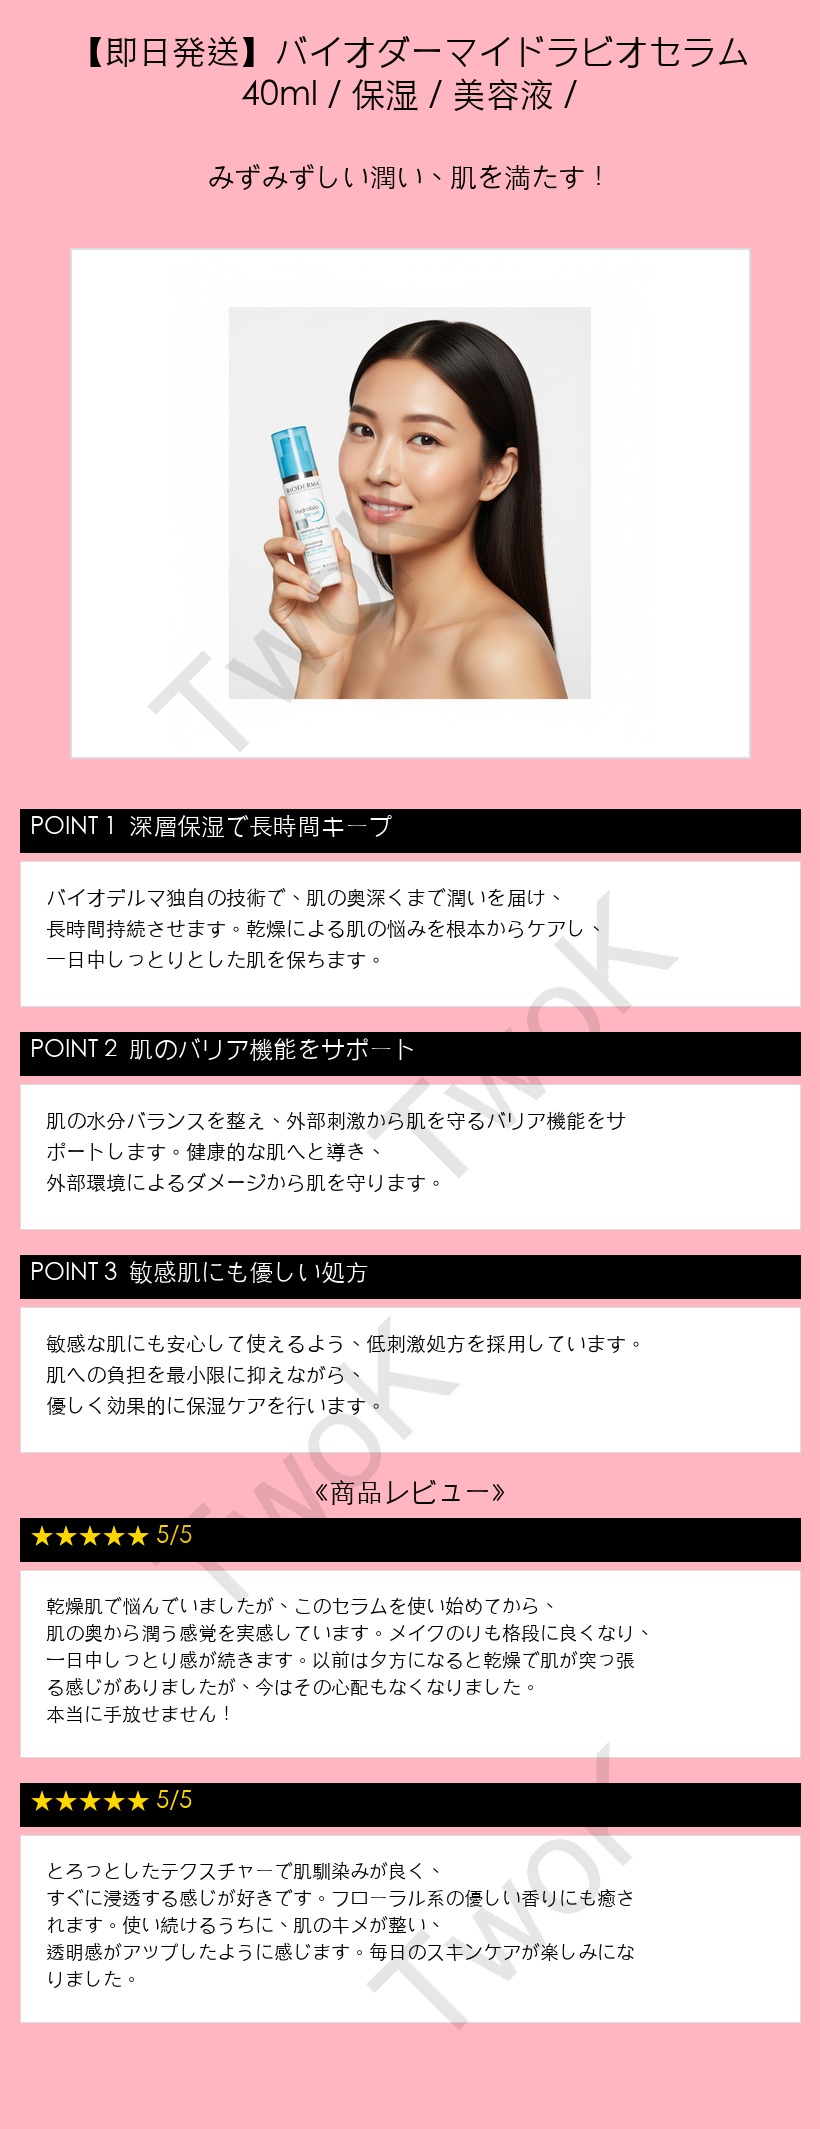 【即日発送】バイオダーマイドラビオセラム
40ml / 保湿 / 美容液 /
みずみずしい潤い、肌を満たす！
BIODERMA
Hydrabio
Serum
TwoK
POINT 1 深層保湿で長時間キープ
バイオデルマ独自の技術で、肌の奥深くまで潤いを届け、
長時間持続させます。乾燥による肌の悩みを根本からケアし、
一日中しっとりとした肌を保ちます。
TwoK
POINT 2 肌のバリア機能をサポート
肌の水分バランスを整え、外部刺激から肌を守るバリア機能をサ
ポートします。健康的な肌へと導き、
外部環境によるダメージから肌を守ります。
POINT 3 敏感肌にも優しい処方
敏感な肌にも安心して使えるよう、低刺激処方を採用しています。
肌への負担を最小限に抑えながら、
優しく効果的に保湿ケアを行います。
TwoK
《商品レビュー》
★★★★★ 5/5
乾燥肌で悩んでいましたが、このセラムを使い始めてから、
肌の奥から潤う感覚を実感しています。メイクのりも格段に良くなり、
一日中しっとり感が続きます。以前は夕方になると乾燥で肌が突っ張
る感じがありましたが、今はその心配もなくなりました。
本当に手放せません！
★★★★★ 5/5
とろっとしたテクスチャーで肌馴染みが良く、
すぐに浸透する感じが好きです。フローラル系の優しい香りにも癒さ
れます。使い続けるうちに、肌のキメが整い、
透明感がアップしたように感じます。毎日のスキンケアが楽しみにな
りました。
TwoK